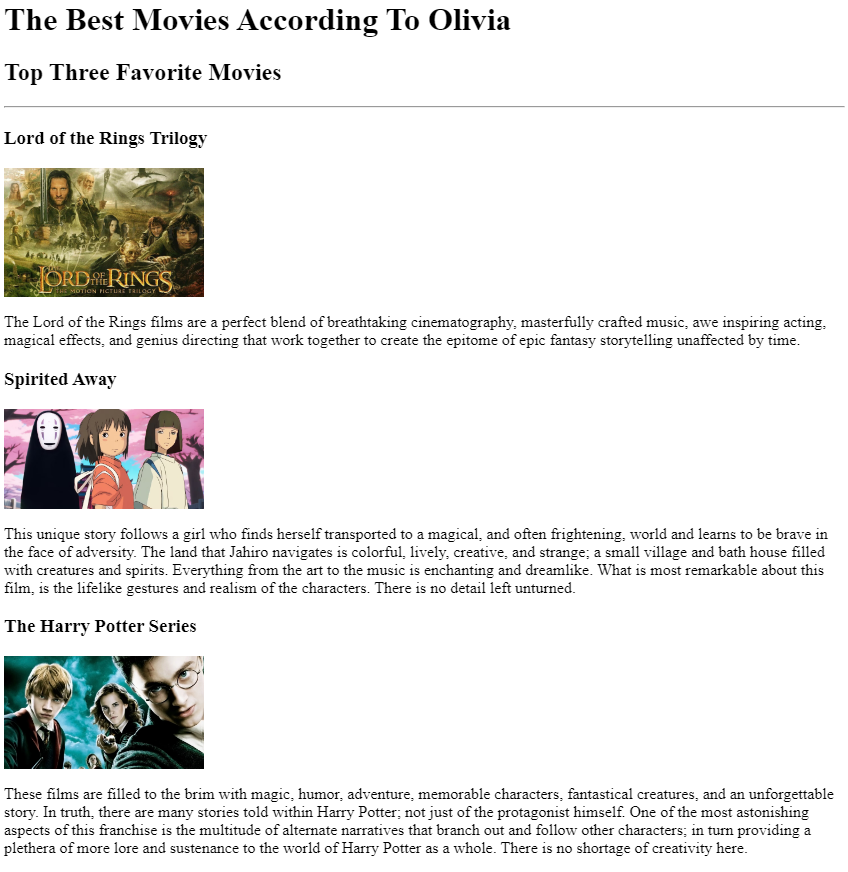 The Best Movies According To Olivia
Top Three Favorite Movies
Lord of the Rings Trilogy
LORD OF THE RINGS
THE MOTION PICTURE TRILOGY
The Lord of the Rings films are a perfect blend of breathtaking cinematography, masterfully crafted music, awe inspiring acting,
magical effects, and genius directing that work together to create the epitome of epic fantasy storytelling unaffected by time.
Spirited Away
This unique story follows a girl who finds herself transported to a magical, and often frightening, world and learns to be brave in
the face of adversity. The land that Jahiro navigates is colorful, lively, creative, and strange; a small village and bath house filled
with creatures and spirits. Everything from the art to the music is enchanting and dreamlike. What is most remarkable about this
film, is the lifelike gestures and realism of the characters. There is no detail left unturned.
The Harry Potter Series
These films are filled to the brim with magic, humor, adventure, memorable characters, fantastical creatures, and an unforgettable
story. In truth, there are many stories told within Harry Potter; not just of the protagonist himself. One of the most astonishing
aspects of this franchise is the multitude of alternate narratives that branch out and follow other characters; in turn providing a
plethera of more lore and sustenance to the world of Harry Potter as a whole. There is no shortage of creativity here.